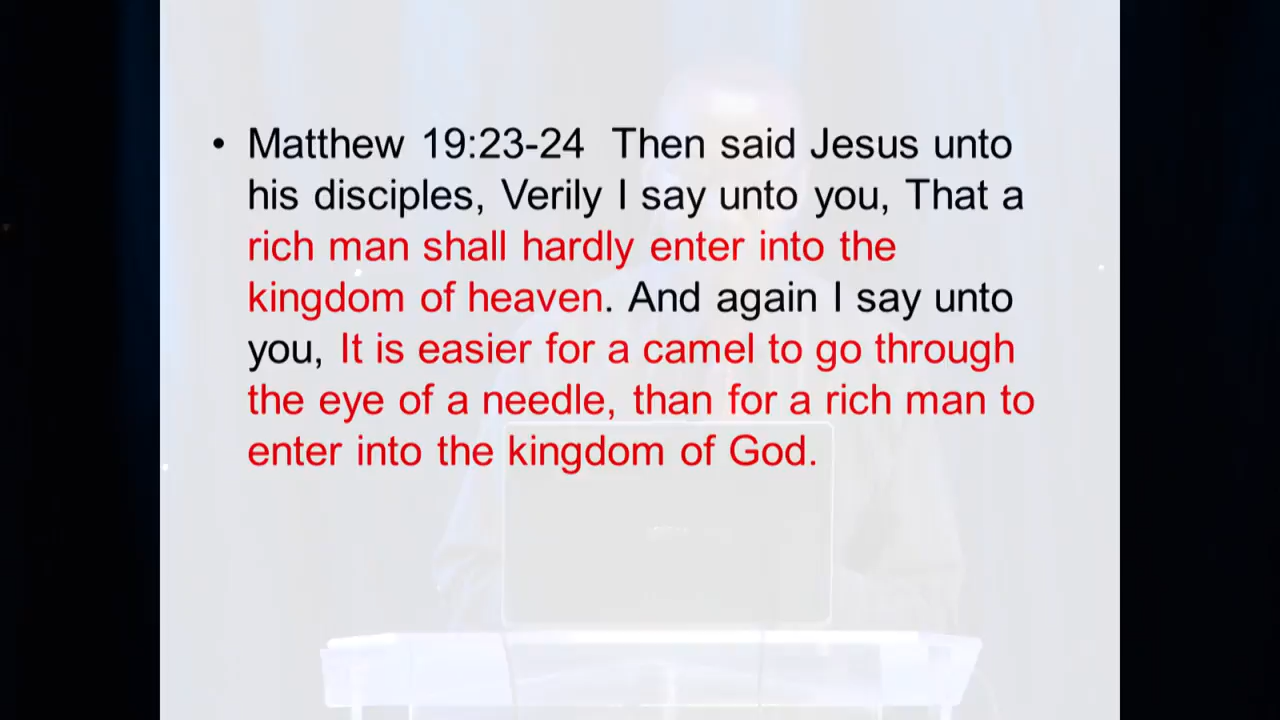 • Matthew 19:23-24 Then said Jesus unto
his disciples, Verily I say unto you, That a
rich man shall hardly enter into the
kingdom of heaven. And again I say unto
you, It is easier for a camel to go through
the eye of a needle, than for a rich man to
enter into the kingdom of God.